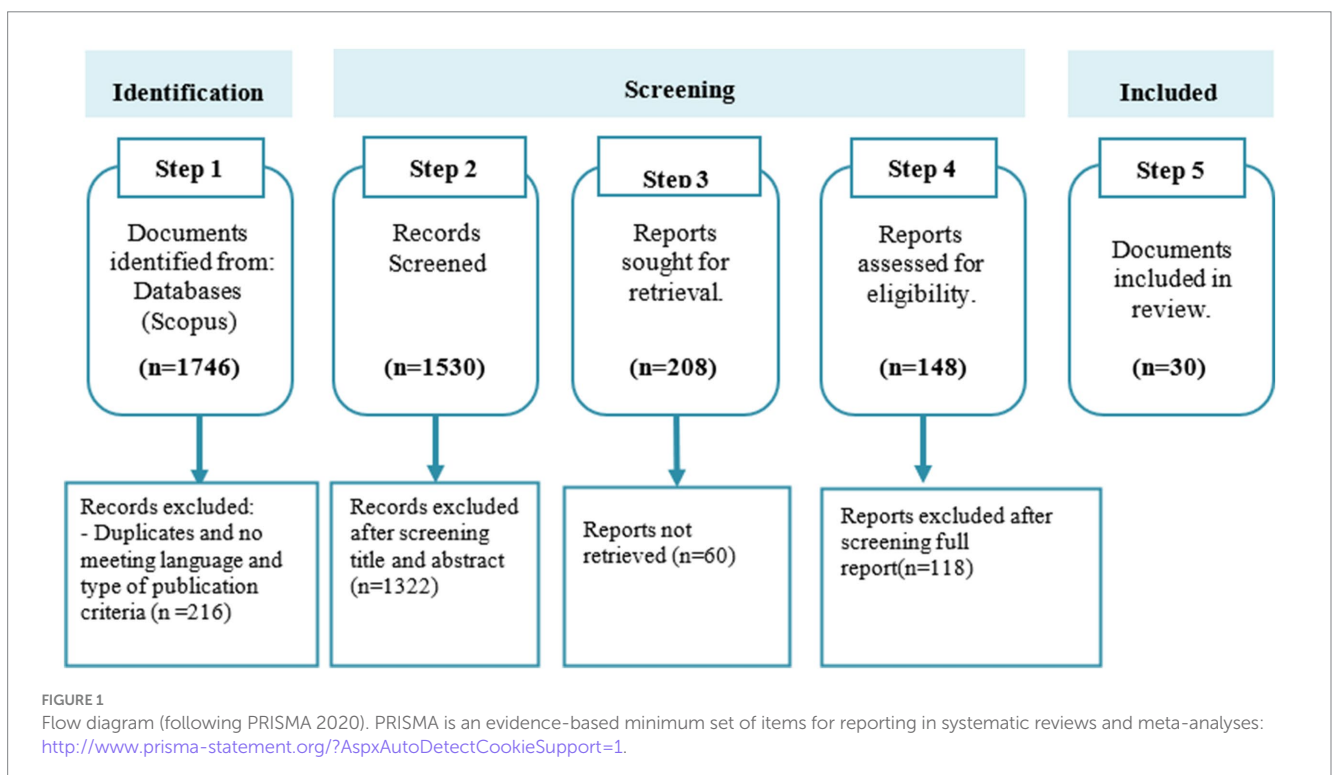 Identification
Screening
Included
Step 1
Documents
identified from:
Databases
(Scopus)
(n=1746)
Step 2
Records
Screened
(n=1530)
Step 3
Reports
sought for
retrieval.
(n=208)
Step 4
Reports
assessed for
eligibility.
(n=148)
Step 5
Documents
included in
review.
(n=30)
Records excluded:
- Duplicates and no
meeting language and
type of publication
criteria (n =216)
Records excluded
after screening
title and abstract
(n=1322)
Reports not
retrieved (n=60)
Reports excluded after
screening full
report(n=118)
FIGURE 1
Flow diagram (following PRISMA 2020). PRISMA is an evidence-based minimum set of items for reporting in systematic reviews and meta-analyses:
http://www.prisma-statement.org/?AspxAutoDetectCookieSupport=1.